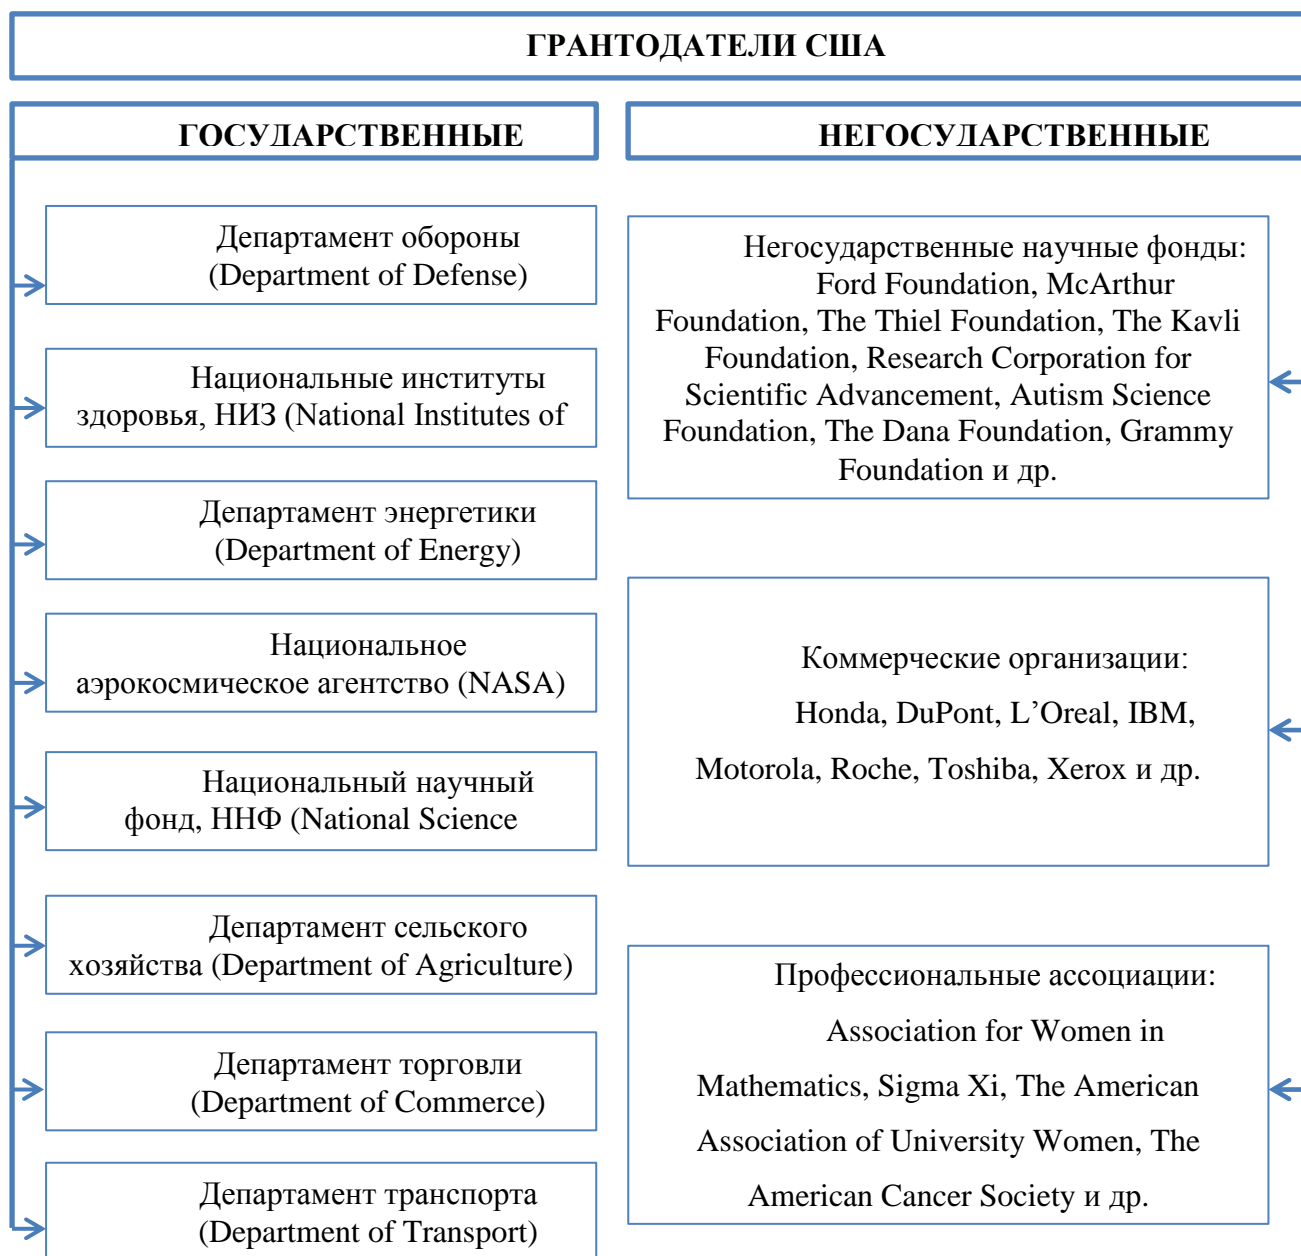 ГРАНТОДАТЕЛИ США
ГОСУДАРСТВЕННЫЕ
Департамент обороны
(Department of Defense)
Национальные институты
здоровья, НИЗ (National Institutes of
Департамент энергетики
(Department of Energy)
Национальное
аэрокосмическое агентство (NASA)
Национальный научный
фонд, ННФ (National Science
Департамент сельского
хозяйства (Department of Agriculture)
Департамент торговли
(Department of Commerce)
Департамент транспорта
(Department of Transport)
НЕГОСУДАРСТВЕННЫЕ
Негосударственные научные фонды:
Ford Foundation, McArthur
Foundation, The Thiel Foundation, The Kavli
Foundation, Research Corporation for
Scientific Advancement, Autism Science
Foundation, The Dana Foundation, Grammy
Foundation и др.
Коммерческие организации:
Honda, DuPont, L’Oreal, IBM,
Motorola, Roche, Toshiba, Xerox и др.
Профессиональные ассоциации:
Association for Women in
Mathematics, Sigma Xi, The American
Association of University Women, The
American Cancer Society и др.